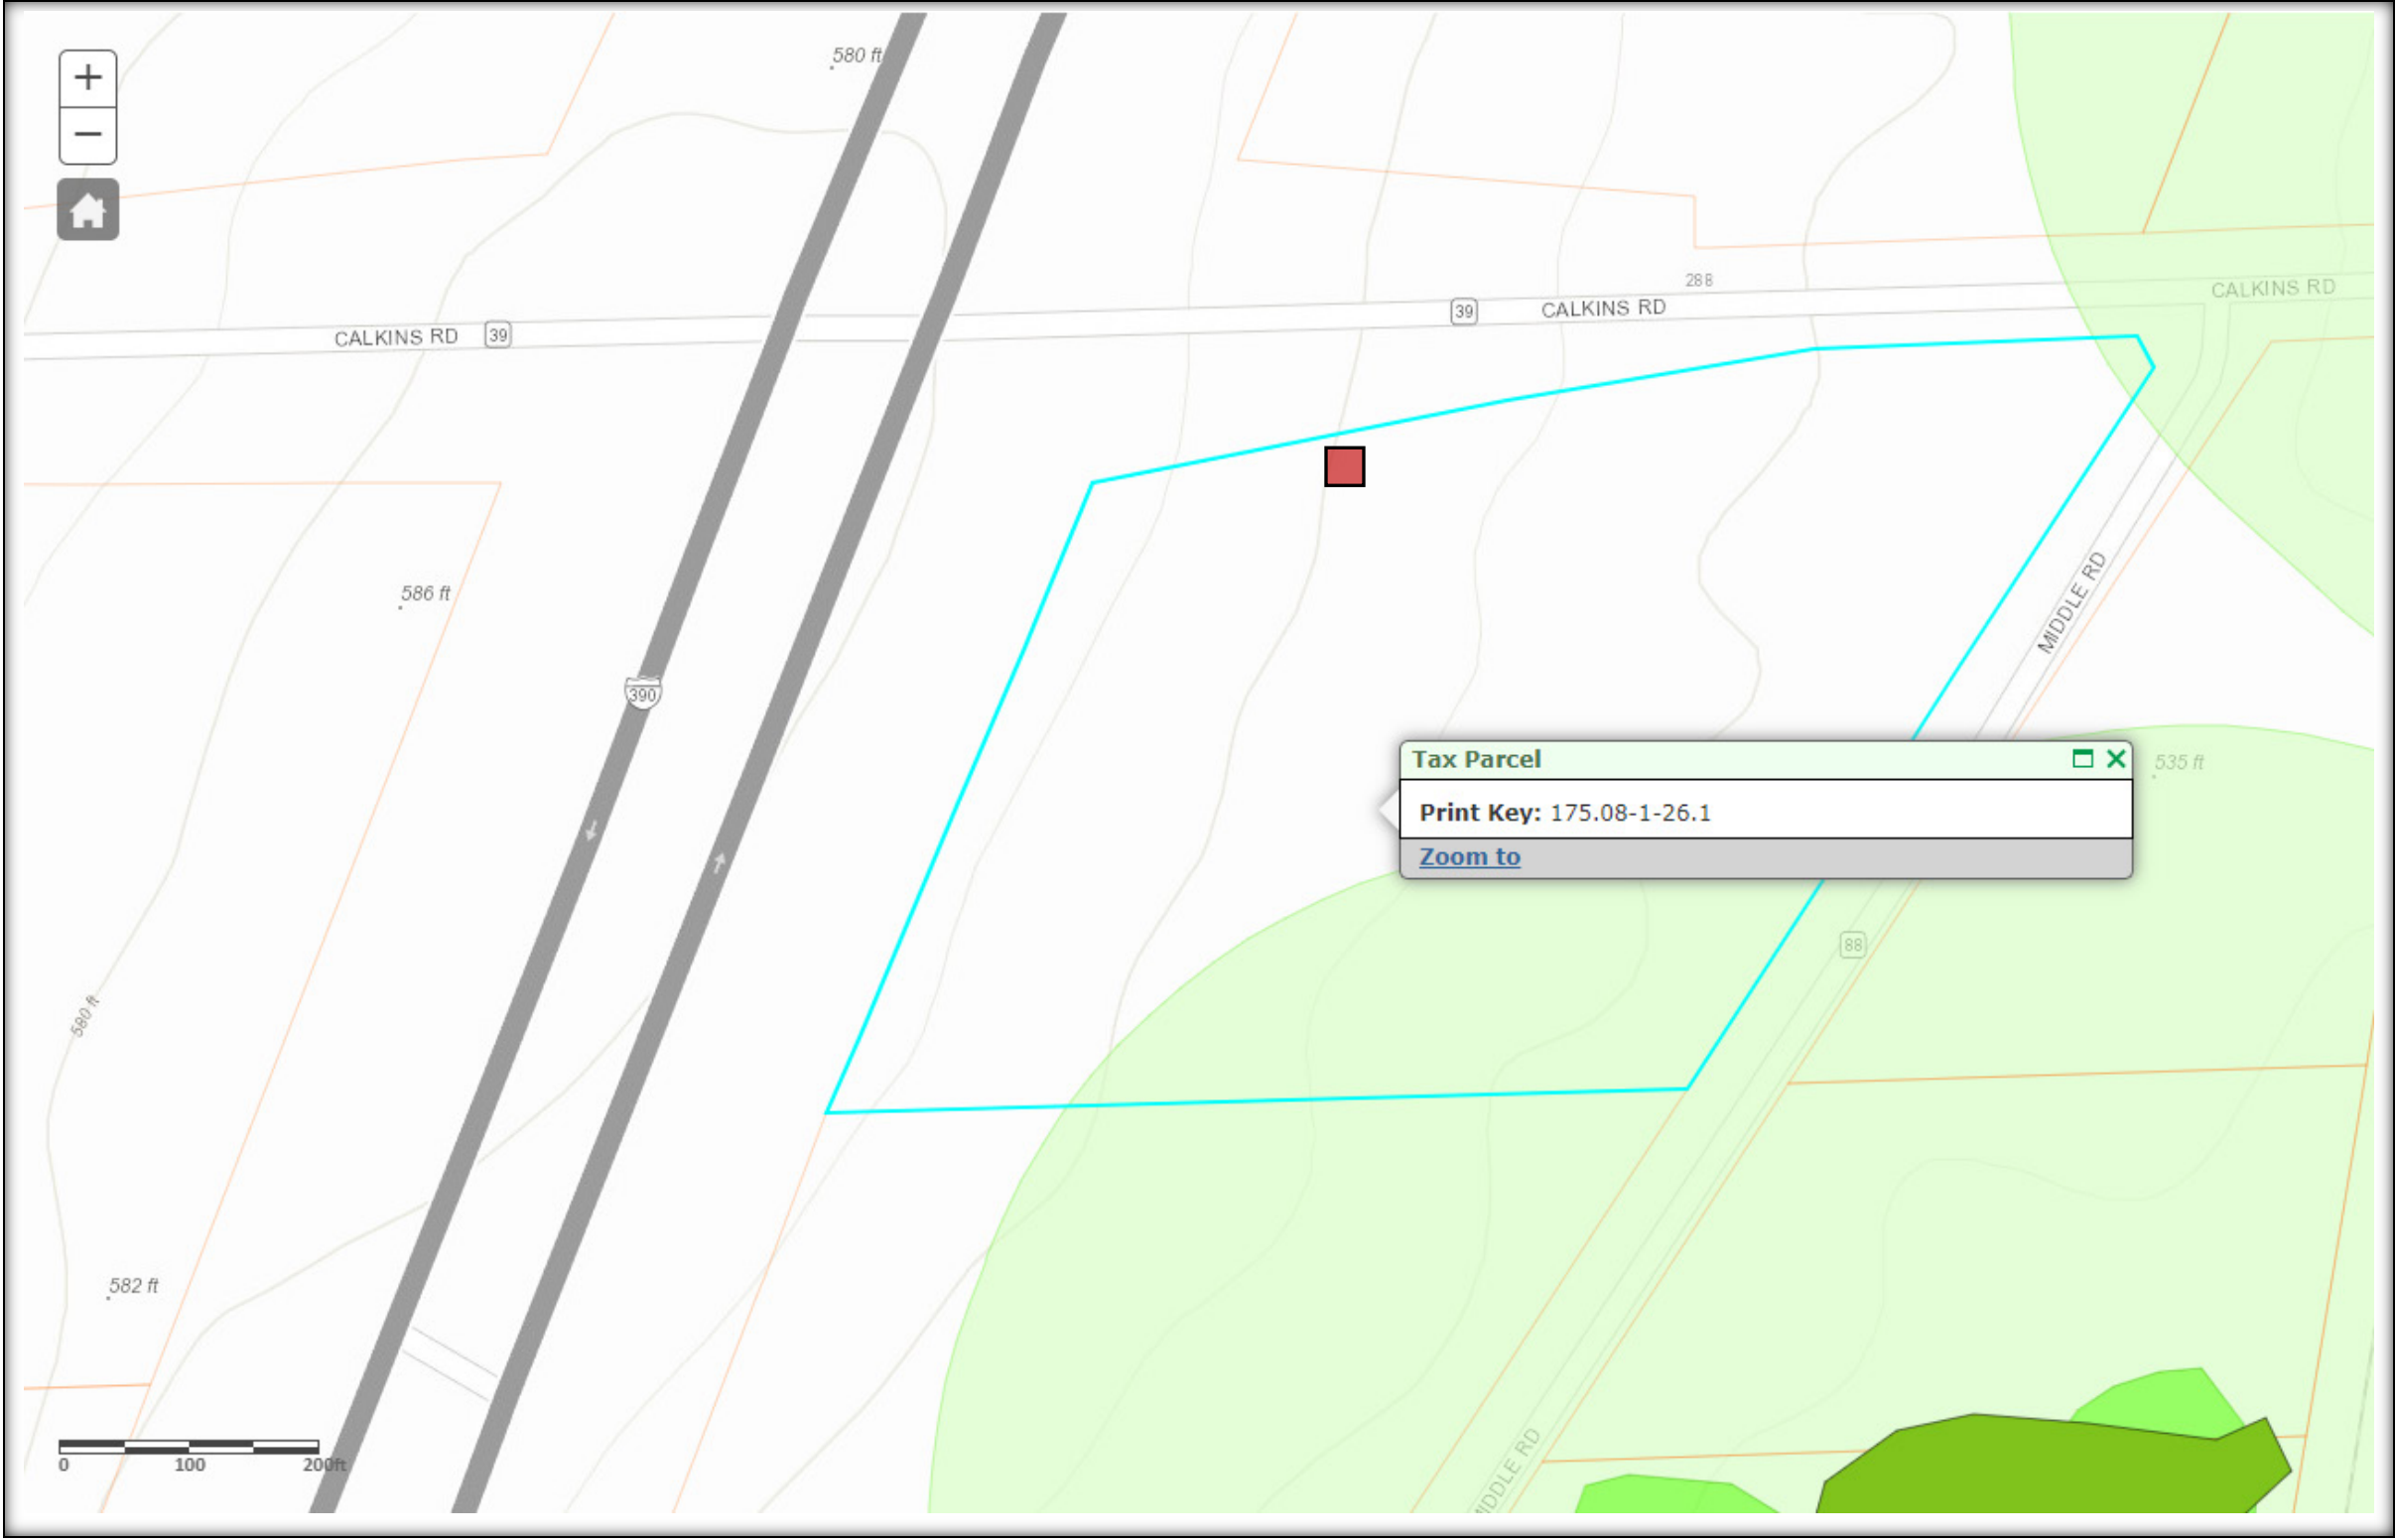 +
580 ft
−
288
CALKINS RD
39
CALKINS RD
39
CALKINS RD
586 ft
MIDDLE RD
390
Tax Parcel
535 ft
Print Key: 175.08-1-26.1
Zoom to
88
580 ft
582 ft
MIDDLE RD
0 100 200ft